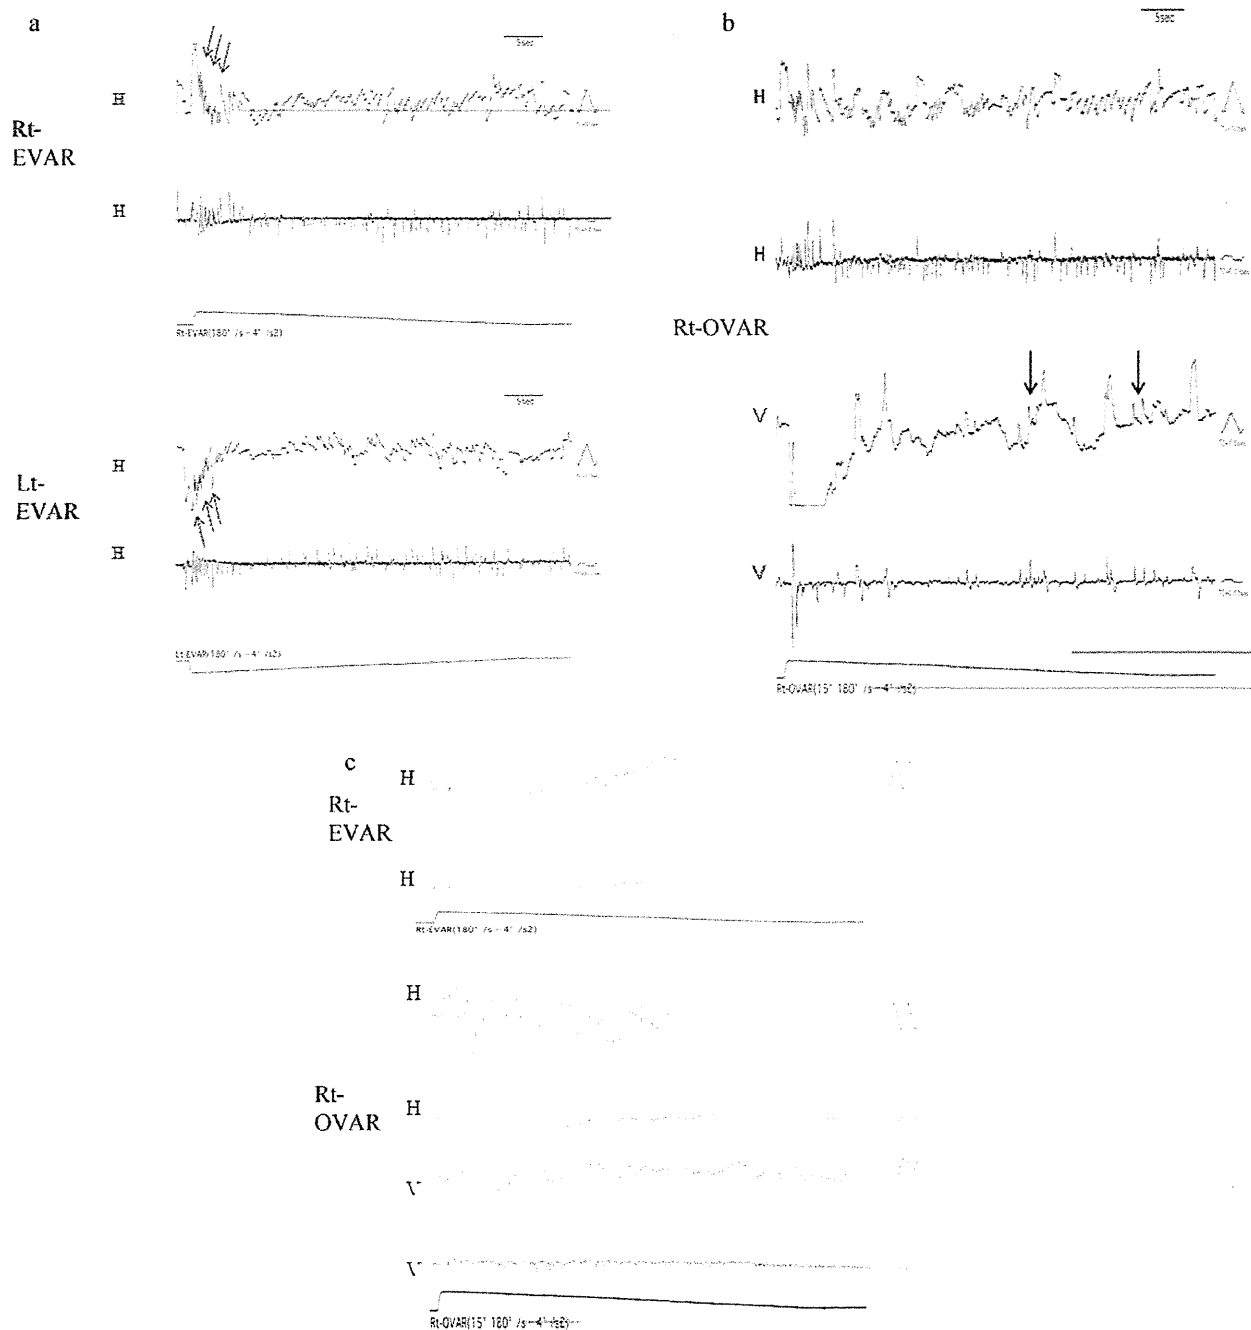 a
5sec
H
Rt-
EVAR
H
Rt-EVAR(180° /s - 4° /s2)
5sec
H
Lt-
EVAR
H
Lt-EVAR(180° /s - 4° /s2)
b
5sec
H
H
Rt-OVAR
V
V
Rt-OVAR(15° 180° /s-4° /s2)
c
H
Rt-
EVAR
H
Rt-EVAR(180° /s - 4° /s2)
H
Rt-
OVAR
H
V
V
Rt-OVAR(15° 180° /s-4° /s2)